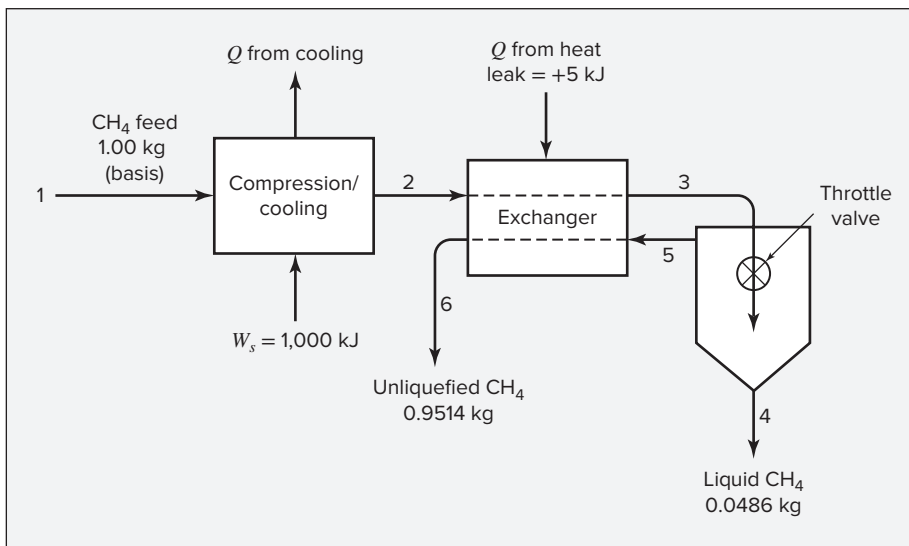 Q from cooling
Q from heat
leak = +5 kJ
CH₄ feed
1.00 kg
(basis)
1
Compression/
cooling
2
Exchanger
3
Throttle
valve
5
6
W_s = 1,000 kJ
Unliquefied CH₄
0.9514 kg
4
Liquid CH₄
0.0486 kg